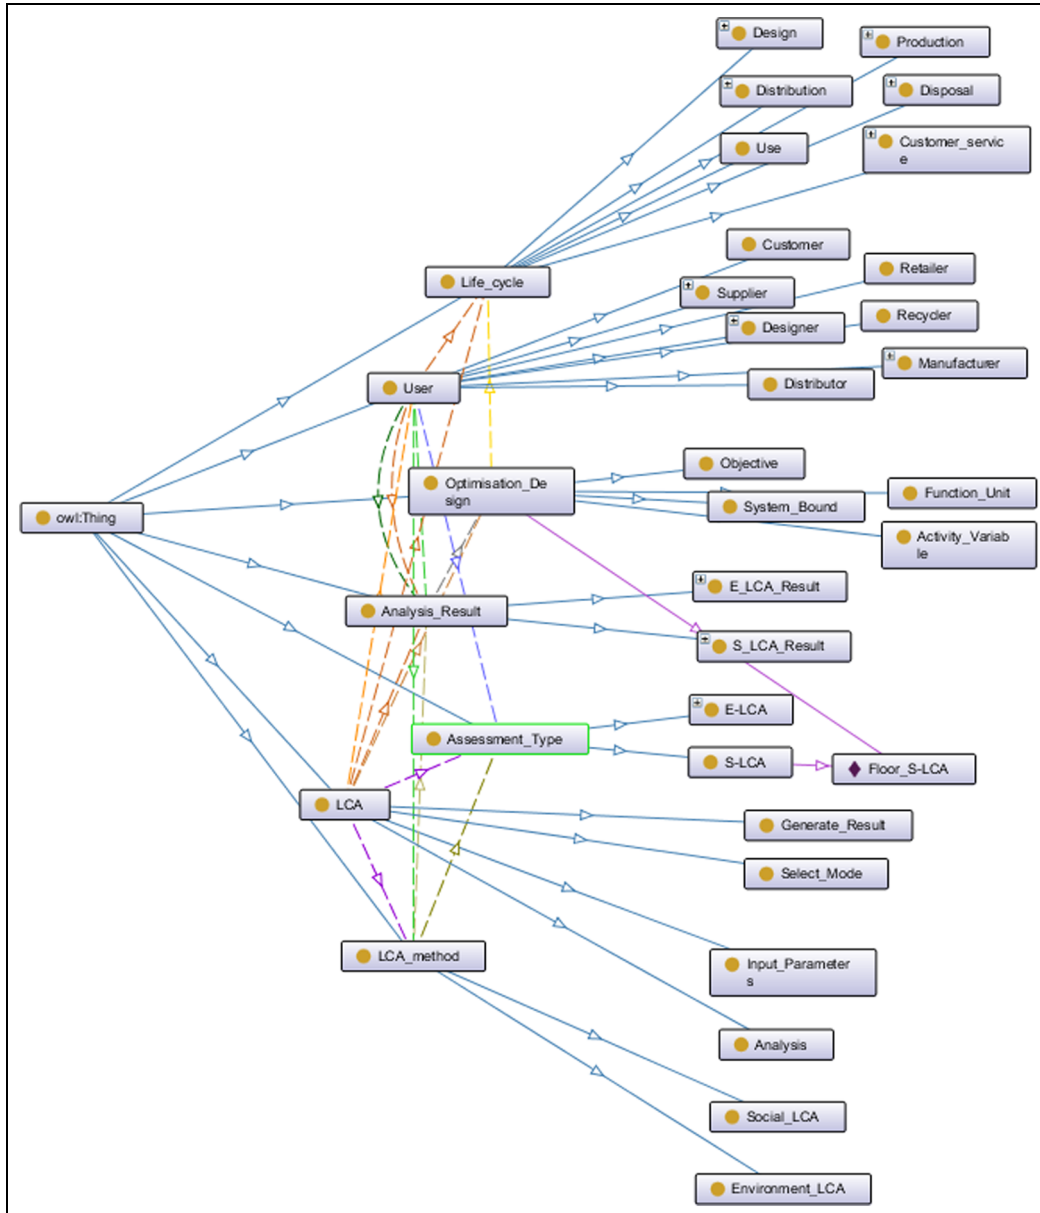 Design
Production
Distribution
Disposal
Use
Customer_servic
e
Customer
Life_cycle
Retailer
Supplier
Designer
Recycler
Manufacturer
User
Distributor
Objective
Optimisation_De
sign
Function_Unit
System_Bound
owl:Thing
Activity_Variab
le
E_LCA_Result
Analysis_Result
S_LCA_Result
E-LCA
Assessment_Type
S-LCA
Floor_S-LCA
LCA
Generate_Result
Select_Mode
LCA_method
Input_Parameter
s
Analysis
Social_LCA
Environment_LCA